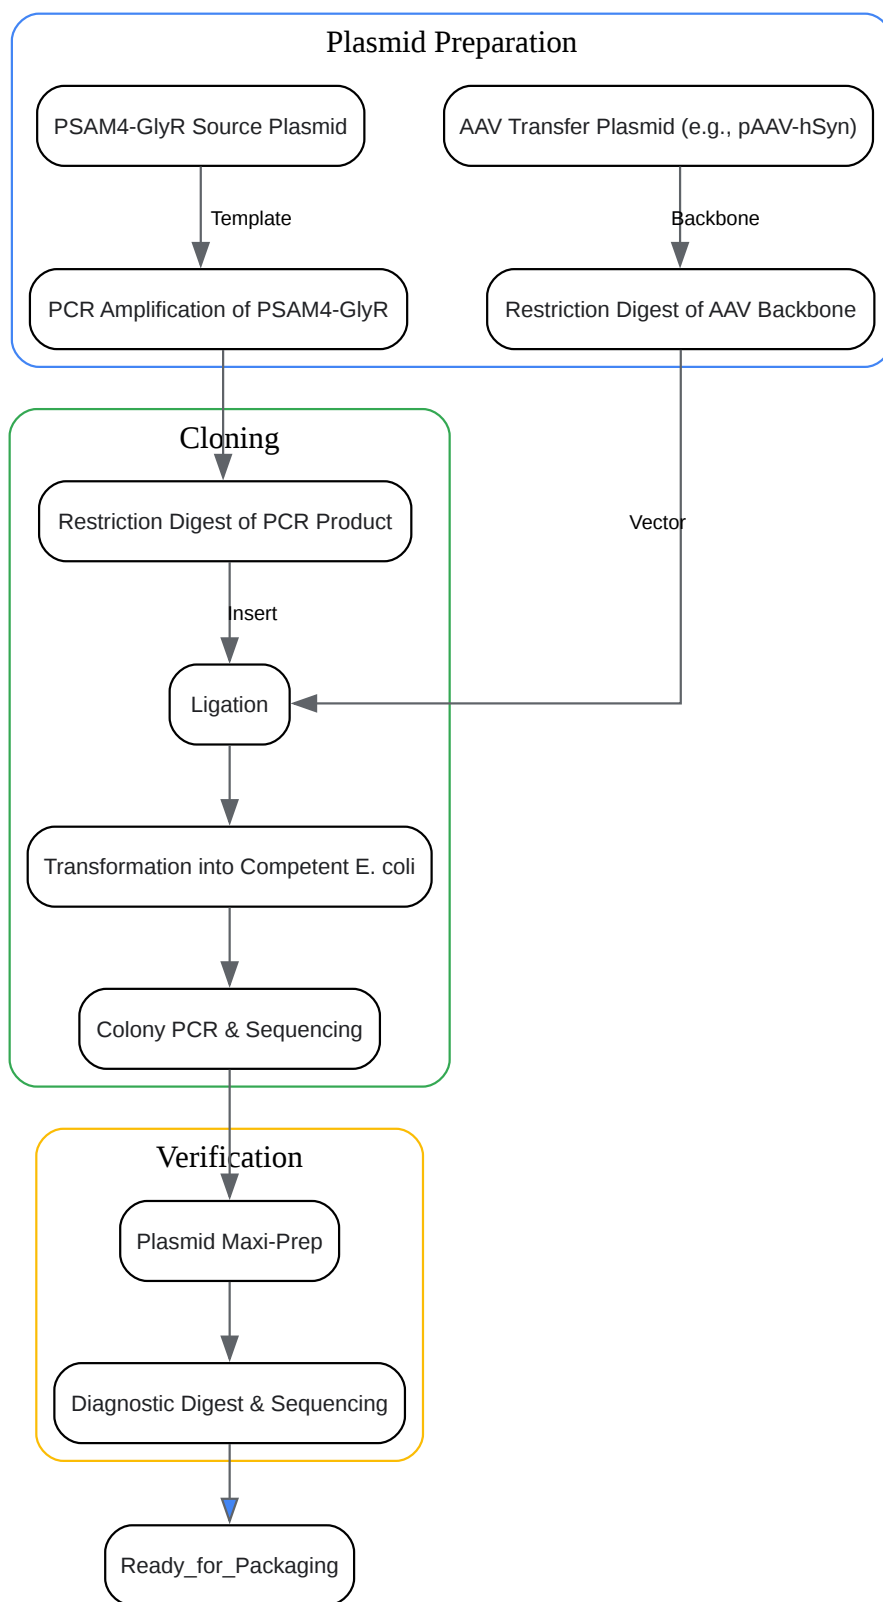 Plasmid Preparation
PSAM4-GlyR Source Plasmid
AAV Transfer Plasmid (e.g., pAAV-hSyn)
Template
Backbone
PCR Amplification of PSAM4-GlyR
Restriction Digest of AAV Backbone
Cloning
Restriction Digest of PCR Product
Vector
Insert
Ligation
Transformation into Competent E. coli
Colony PCR & Sequencing
Verification
Plasmid Maxi-Prep
Diagnostic Digest & Sequencing
Ready_for_Packaging